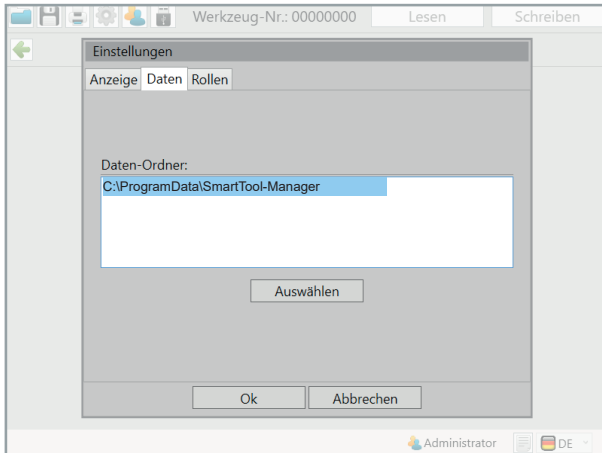 Werkzeug-Nr.: 00000000 Lesen Schreiben
Einstellungen
Anzeige Daten Rollen
Daten-Ordner:
C:\ProgramData\SmartTool-Manager
Auswählen
Ok Abbrechen
Administrator DE